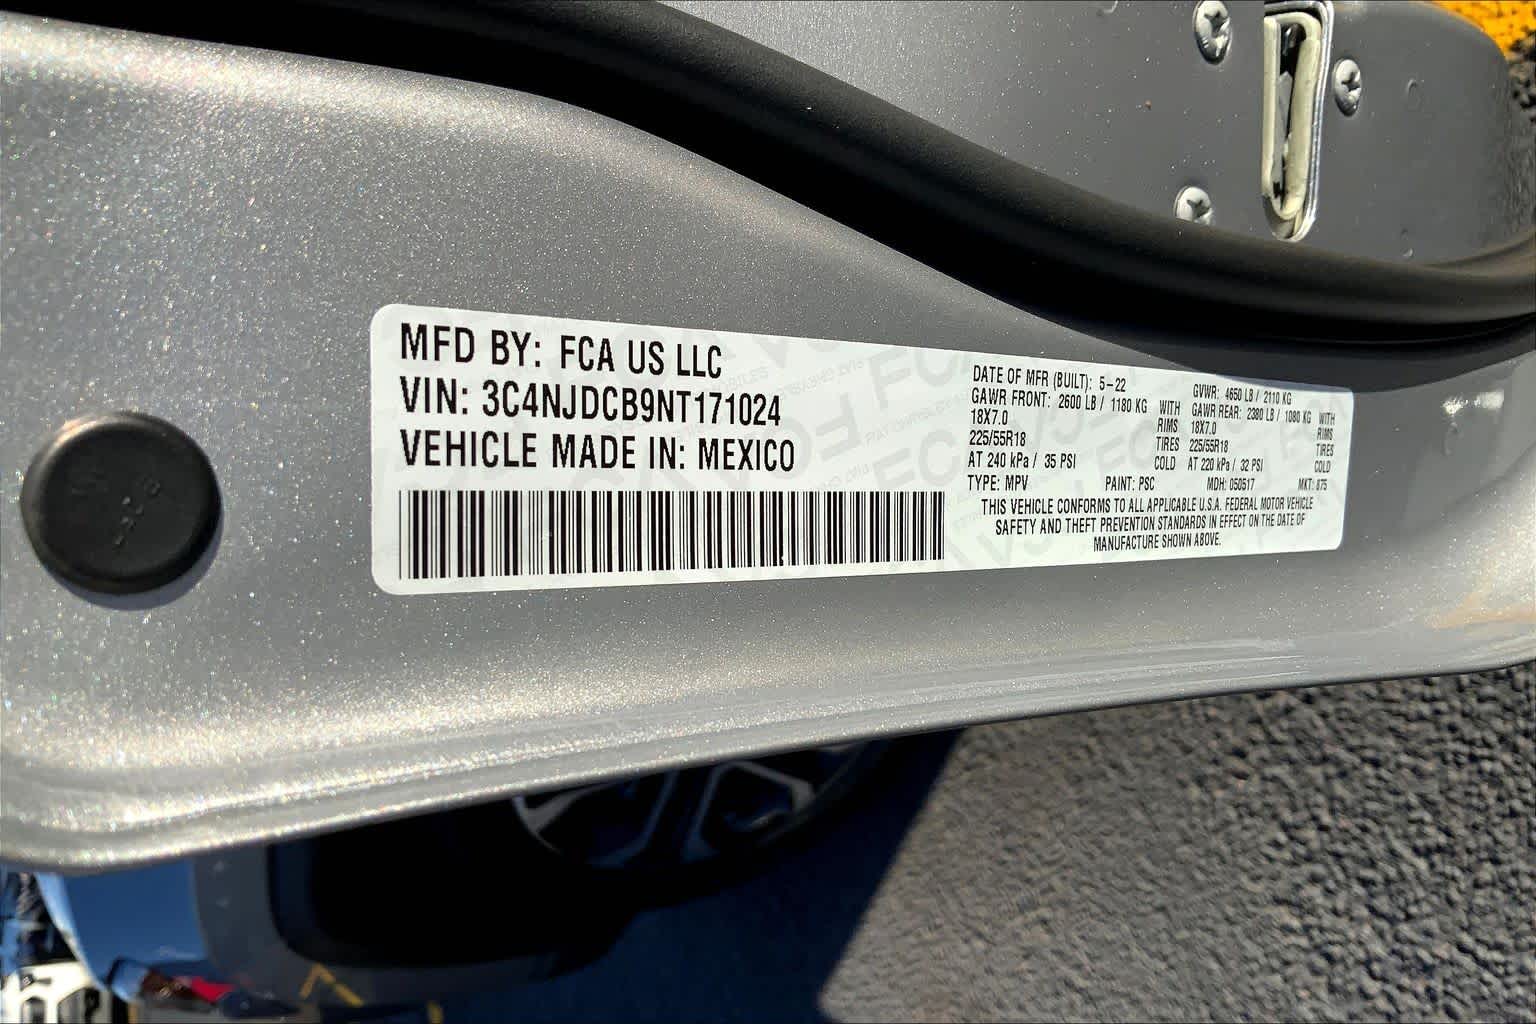 MFD BY: FCA US LLC
VIN: 3C4NJDCB9NT171024
VEHICLE MADE IN: MEXICO
DATE OF MFR (BUILT): 5-22 GVWR: 4650 LB / 2110 KG
GAWR FRONT: 2600 LB / 1180 KG WITH GAWR REAR: 2380 LB / 1080 KG WITH
18X7.0 RIMS 18X7.0 RIMS
225/55R18 TIRES 225/55R18 TIRES
AT 240 kPa / 35 PSI COLD AT 220 kPa / 32 PSI COLD
TYPE: MPV PAINT: PSC MDH: 050517 MKT: 875
THIS VEHICLE CONFORMS TO ALL APPLICABLE U.S.A. FEDERAL MOTOR VEHICLE
SAFETY AND THEFT PREVENTION STANDARDS IN EFFECT ON THE DATE OF
MANUFACTURE SHOWN ABOVE.